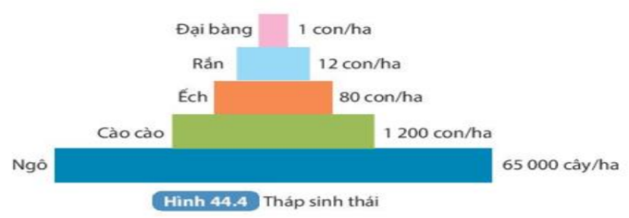 Đại bàng 1 con/ha
Rắn 12 con/ha
Ếch 80 con/ha
Cào cào 1 200 con/ha
Ngô 65 000 cây/ha
Hình 44.4 Tháp sinh thái